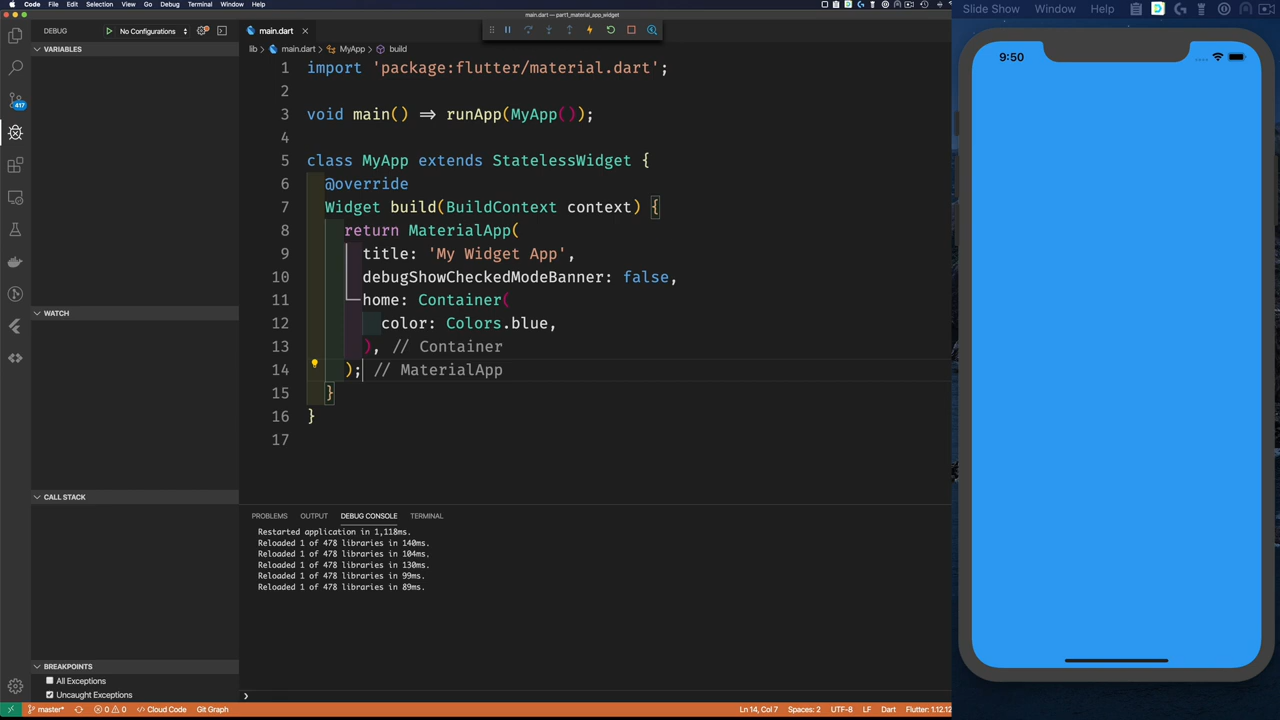 Code File Edit Selection View Go Debug Terminal Window Help
Slide Show Window Help
main.dart — part1_material_app_widget
DEBUG No Configurations
main.dart
lib main.dart MyApp build
VARIABLES
WATCH
CALL STACK
BREAKPOINTS
All Exceptions
Uncaught Exceptions
417
1 import 'package:flutter/material.dart';
2
3 void main() => runApp(MyApp());
4
5 class MyApp extends StatelessWidget {
6 @override
7 Widget build(BuildContext context) {
8 return MaterialApp(
9 title: 'My Widget App',
10 debugShowCheckedModeBanner: false,
11 home: Container(
12 color: Colors.blue,
13 ), // Container
14 ); // MaterialApp
15 }
16 }
17
PROBLEMS OUTPUT DEBUG CONSOLE TERMINAL
Restarted application in 1,118ms.
Reloaded 1 of 478 libraries in 140ms.
Reloaded 1 of 478 libraries in 104ms.
Reloaded 1 of 478 libraries in 130ms.
Reloaded 1 of 478 libraries in 99ms.
Reloaded 1 of 478 libraries in 89ms.
master* 0 0 Cloud Code Git Graph
Ln 14, Col 7 Spaces: 2 UTF-8 LF Dart Flutter: 1.12.12
9:50